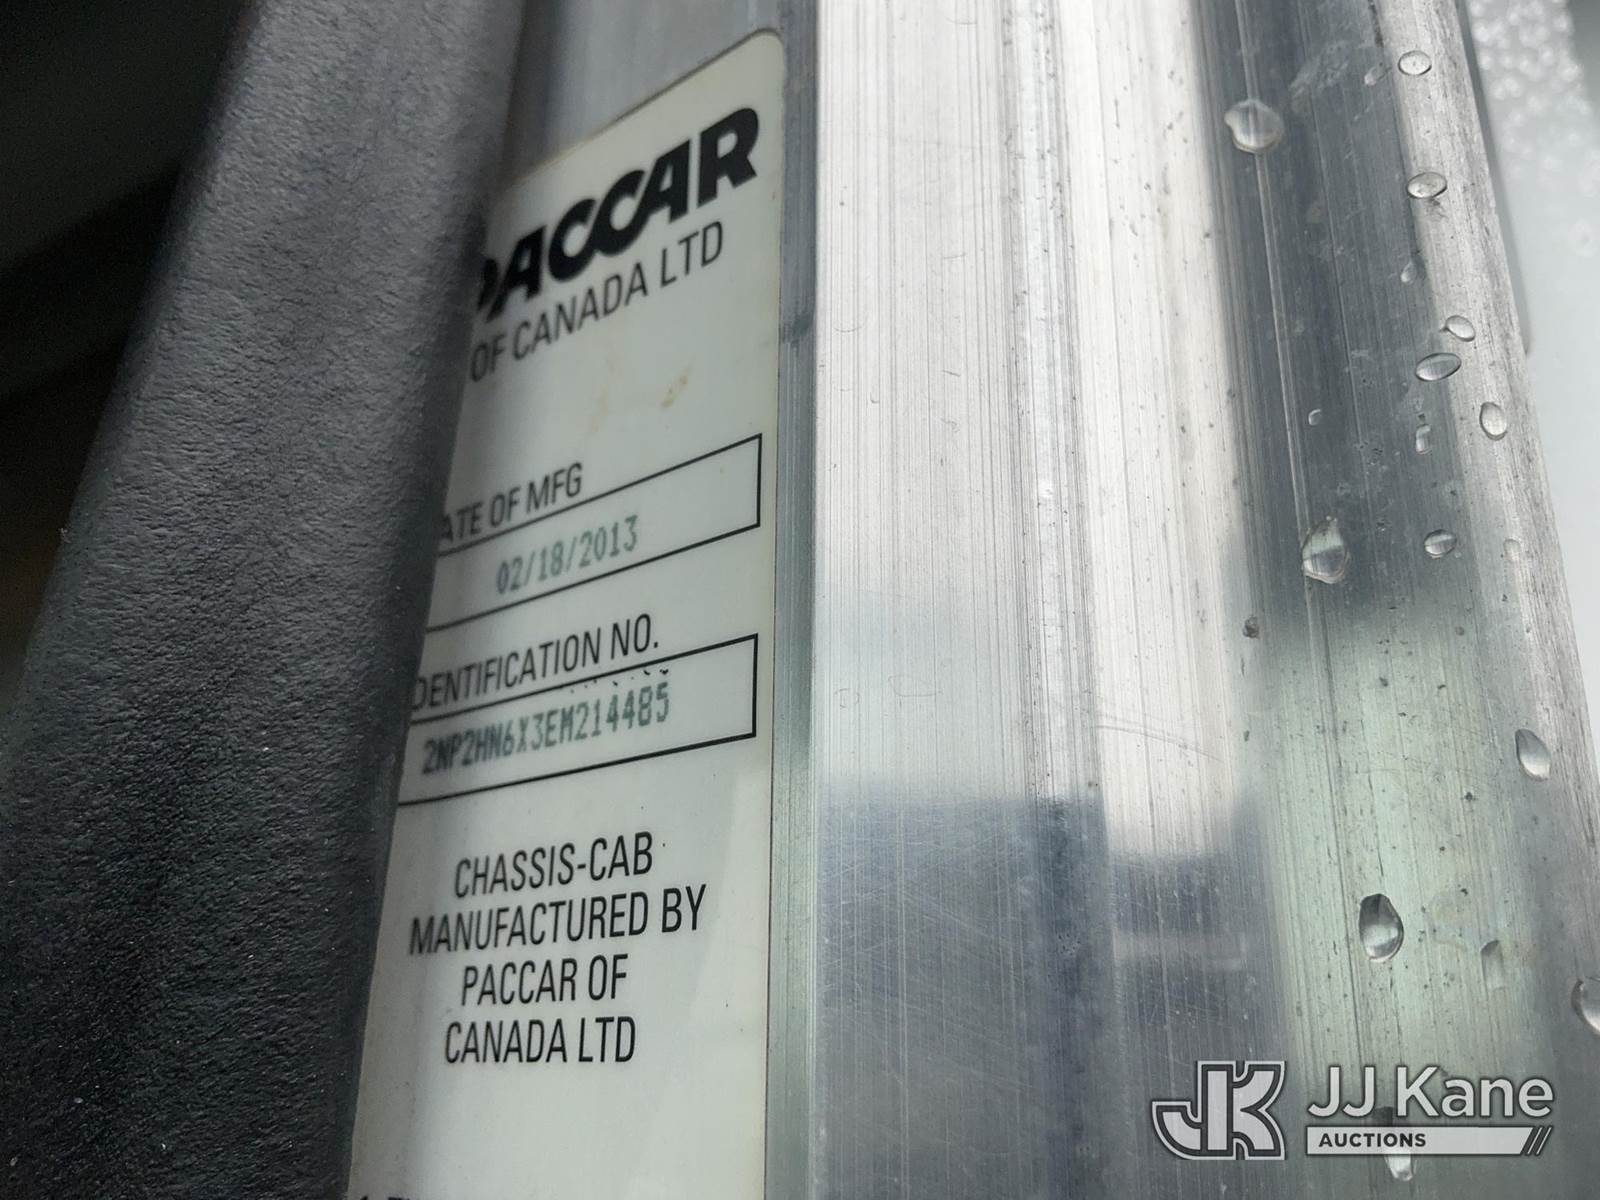 PACCAR
OF CANADA LTD
ATE OF MFG
02/18/2013
DENTIFICATION NO.
2NP2HN6X3EM214485
CHASSIS-CAB
MANUFACTURED BY
PACCAR OF
CANADA LTD
JK JJ Kane
AUCTIONS